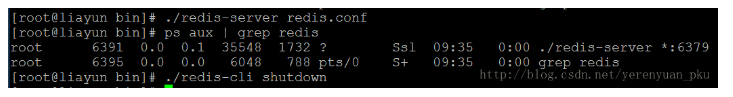 [root@liayun bin]# ./redis-server redis.conf
[root@liayun bin]# ps aux | grep redis
root 6391 0.0 0.1 35548 1732 ? Ssl 09:35 0:00 ./redis-server *:6379
root 6395 0.0 0.0 6048 788 pts/0 S+ 09:35 0:00 grep redis
[root@liayun bin]# ./redis-cli shutdown
http://blog.csdn.net/yerenyuan_pku